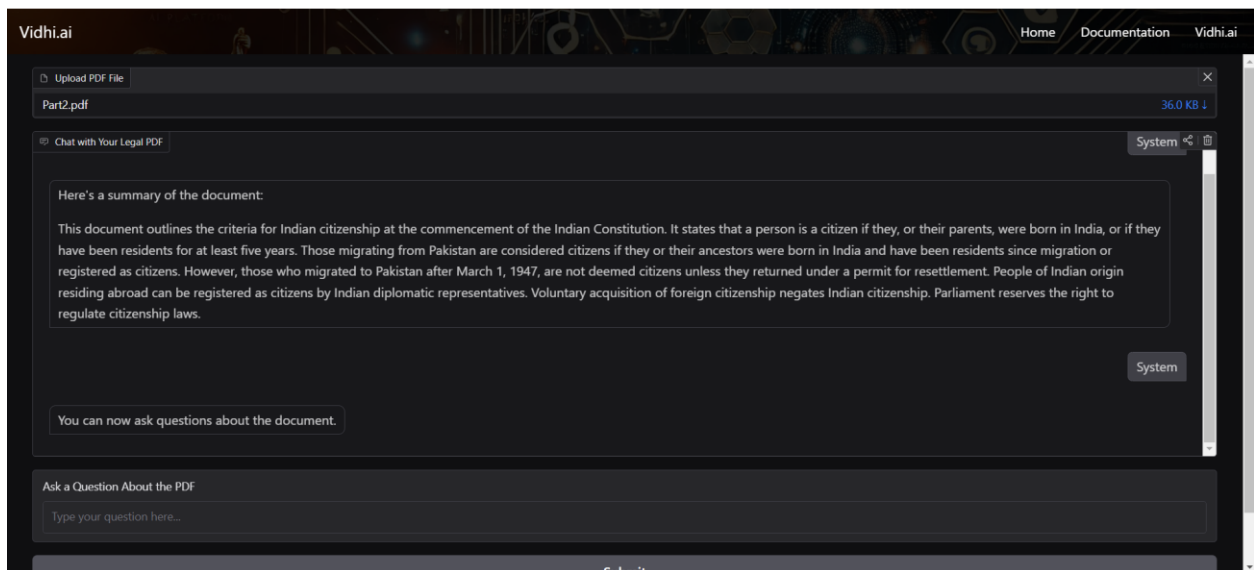 Vidhi.ai
Home Documentation Vidhi.ai
Upload PDF File
Part2.pdf 36.0 KB ↓
Chat with Your Legal PDF
System
Here's a summary of the document:
This document outlines the criteria for Indian citizenship at the commencement of the Indian Constitution. It states that a person is a citizen if they, or their parents, were born in India, or if they
have been residents for at least five years. Those migrating from Pakistan are considered citizens if they or their ancestors were born in India and have been residents since migration or
registered as citizens. However, those who migrated to Pakistan after March 1, 1947, are not deemed citizens unless they returned under a permit for resettlement. People of Indian origin
residing abroad can be registered as citizens by Indian diplomatic representatives. Voluntary acquisition of foreign citizenship negates Indian citizenship. Parliament reserves the right to
regulate citizenship laws.
System
You can now ask questions about the document.
Ask a Question About the PDF
Type your question here...